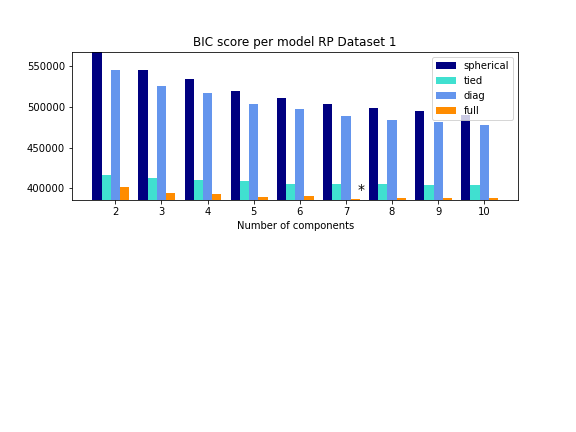 BIC score per model RP Dataset 1
550000
500000
450000
400000
spherical
tied
diag
full
*
2 3 4 5 6 7 8 9 10
Number of components